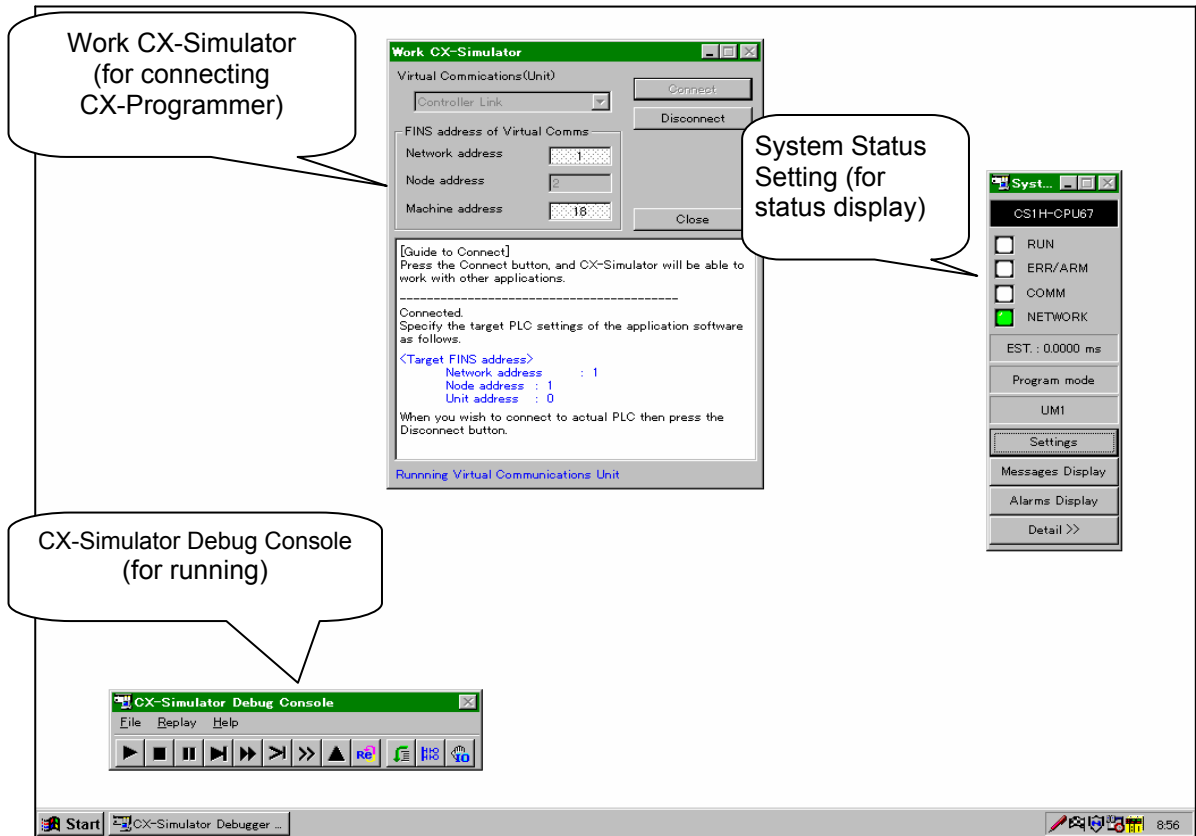 Work CX-Simulator
(for connecting
CX-Programmer)
Work CX-Simulator
Virtual Commications(Unit)
Controller Link
Connect
Disconnect
FINS address of Virtual Comms
Network address
1
Node address
2
Machine address
18
Close
[Guide to Connect]
Press the Connect button, and CX-Simulator will be able to
work with other applications.
-----------------------------------------
Connected.
Specify the target PLC settings of the application software
as follows.
<Target FINS address>
Network address : 1
Node address : 1
Unit address : 0
When you wish to connect to actual PLC then press the
Disconnect button.
Runnning Virtual Communications Unit
System Status
Setting (for
status display)
Syst...
CS1H-CPU67
RUN
ERR/ARM
COMM
NETWORK
EST. : 0.0000 ms
Program mode
UM1
Settings
Messages Display
Alarms Display
Detail >>
CX-Simulator Debug Console
(for running)
CX-Simulator Debug Console
File Replay Help
Re
IO
Start
CX-Simulator Debugger ...
8:56